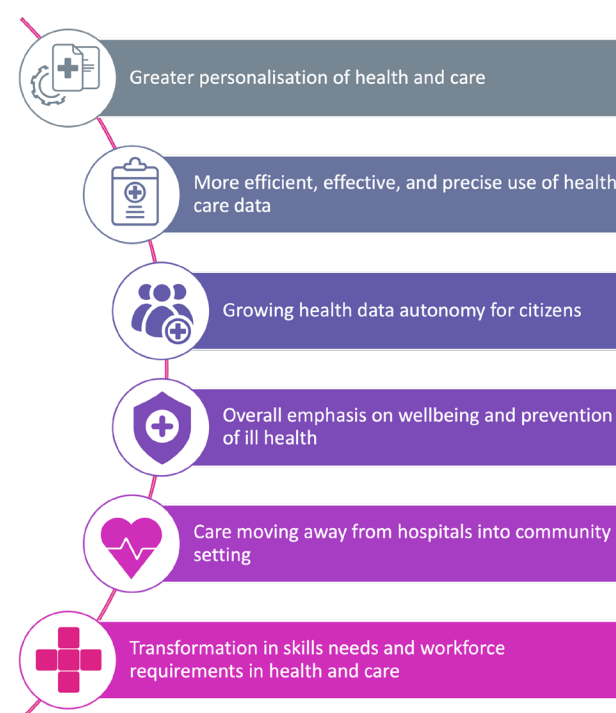 Greater personalisation of health and care
More efficient, effective, and precise use of health
care data
Growing health data autonomy for citizens
Overall emphasis on wellbeing and prevention
of ill health
Care moving away from hospitals into community
setting
Transformation in skills needs and workforce
requirements in health and care